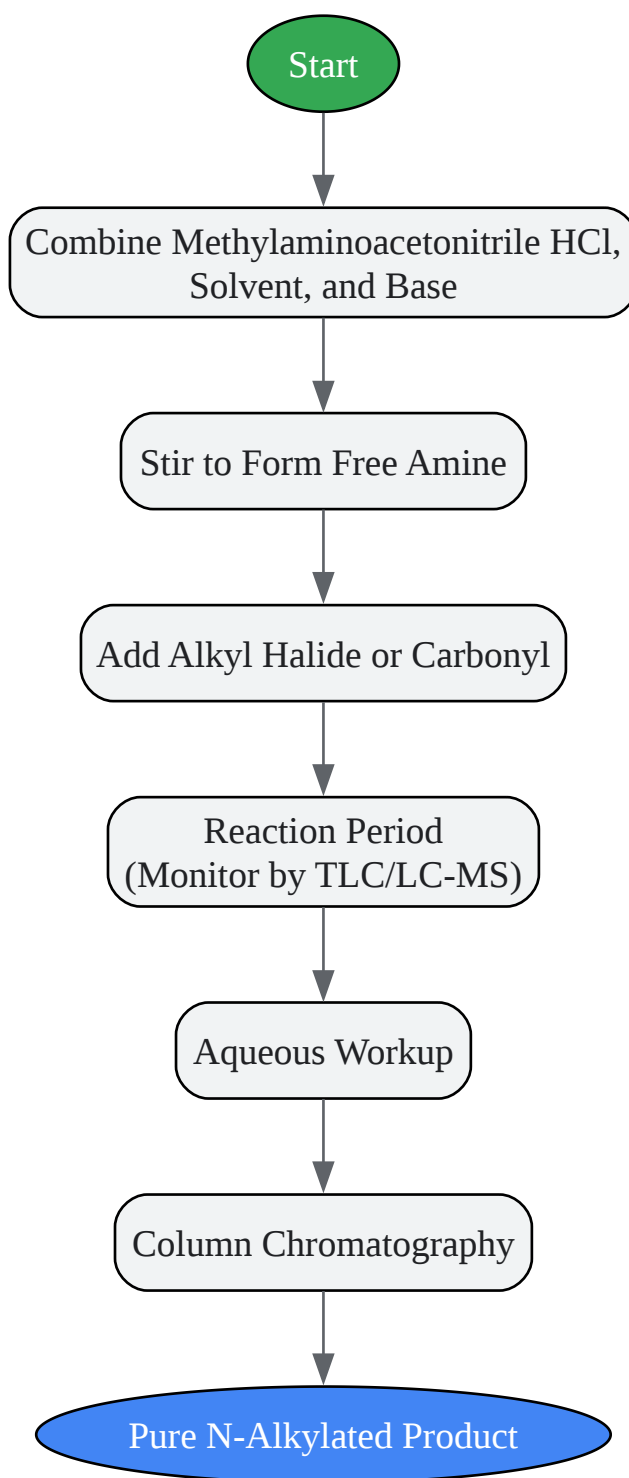 Start
Combine Methylaminoacetonitrile HCl,
Solvent, and Base
Stir to Form Free Amine
Add Alkyl Halide or Carbonyl
Reaction Period
(Monitor by TLC/LC-MS)
Aqueous Workup
Column Chromatography
Pure N-Alkylated Product